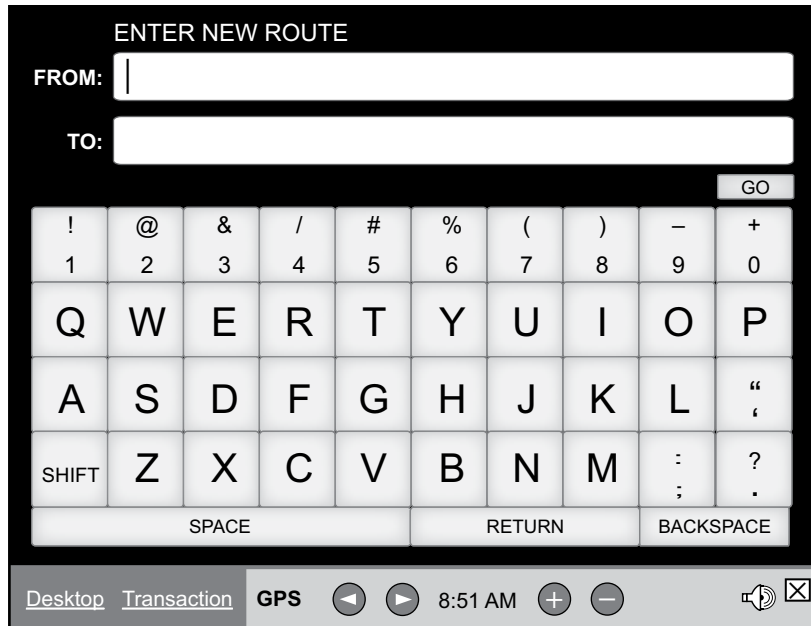 ENTER NEW ROUTE
FROM:
TO:
GO
! @ & / # % ( ) – +
1 2 3 4 5 6 7 8 9 0
Q W E R T Y U I O P
A S D F G H J K L “ ‘
SHIFT Z X C V B N M : ; ? .
SPACE RETURN BACKSPACE
Desktop Transaction GPS 8:51 AM + –